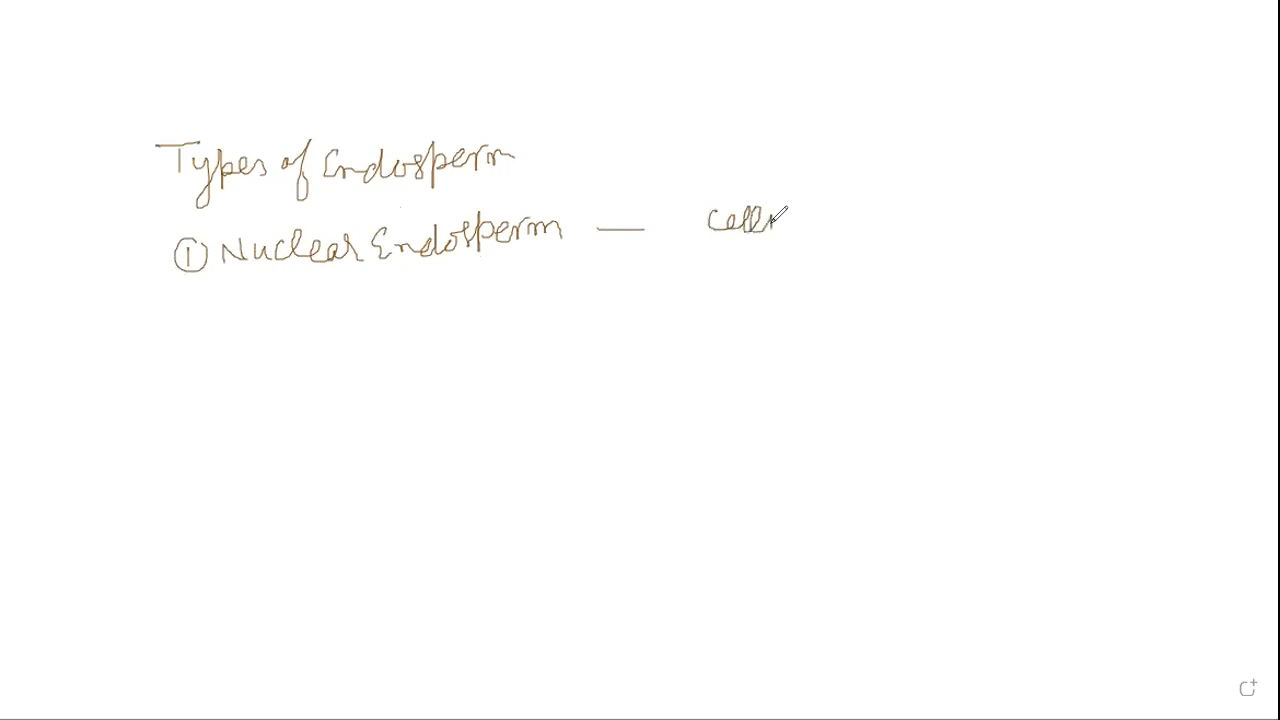 Types of Endosperm
① Nuclear Endosperm — Cell